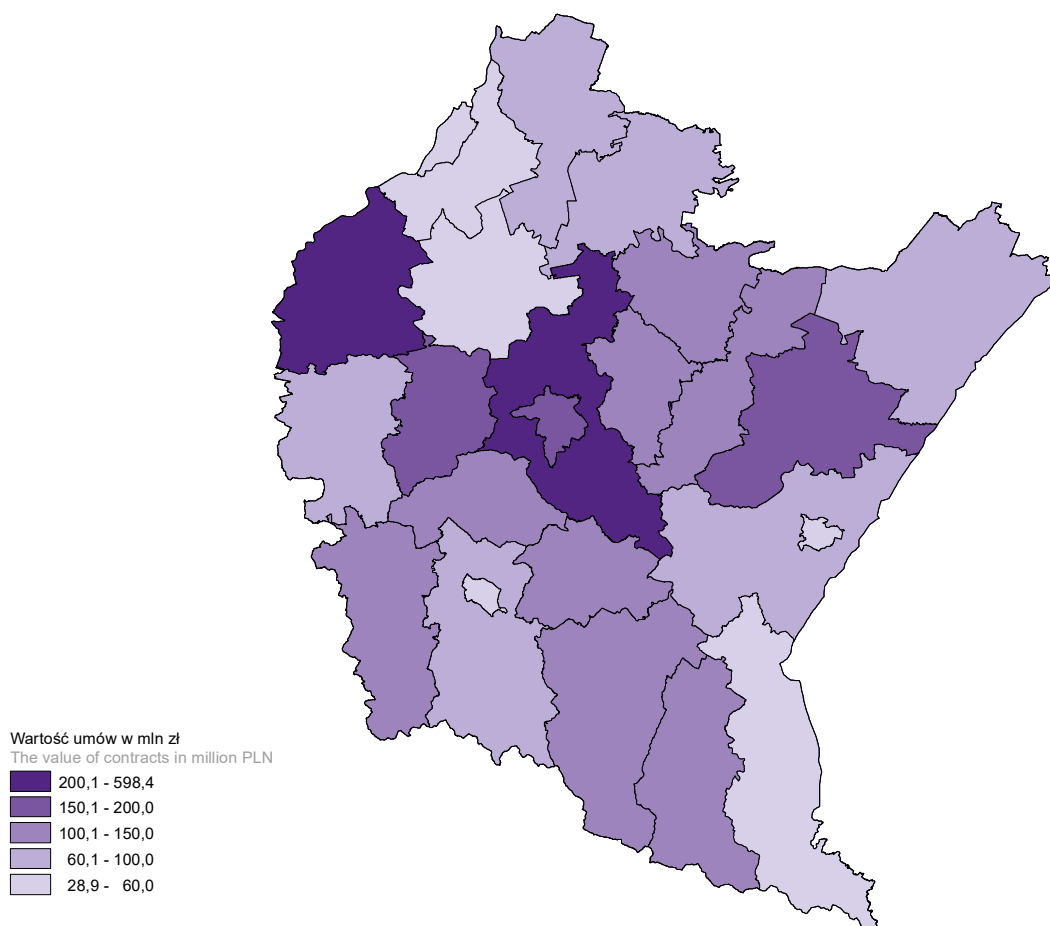 Wartość umów w mln zł
The value of contracts in million PLN
200,1 - 598,4
150,1 - 200,0
100,1 - 150,0
60,1 - 100,0
28,9 - 60,0